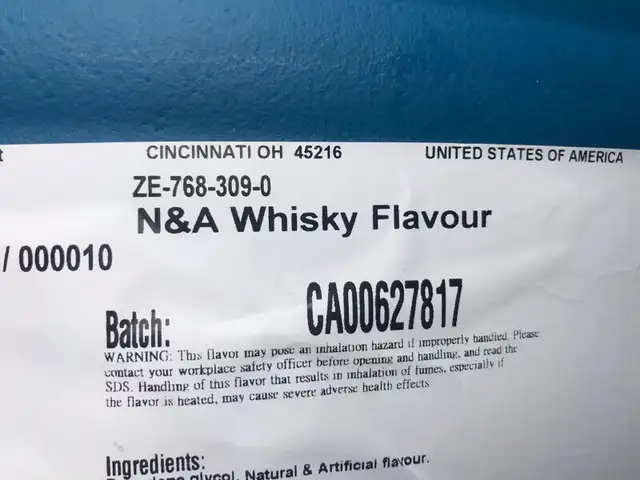 CINCINNATI OH 45216 UNITED STATES OF AMERICA
ZE-768-309-0
N&A Whisky Flavour
/ 000010
Batch: CA00627817
WARNING: This flavor may pose an inhalation hazard if improperly handled. Please
contact your workplace safety officer before opening and handling, and read the
SDS. Handling of this flavor that results in inhalation of fumes, especially if
the flavor is heated, may cause severe adverse health effects
Ingredients:
glycol, Natural & Artificial flavour.